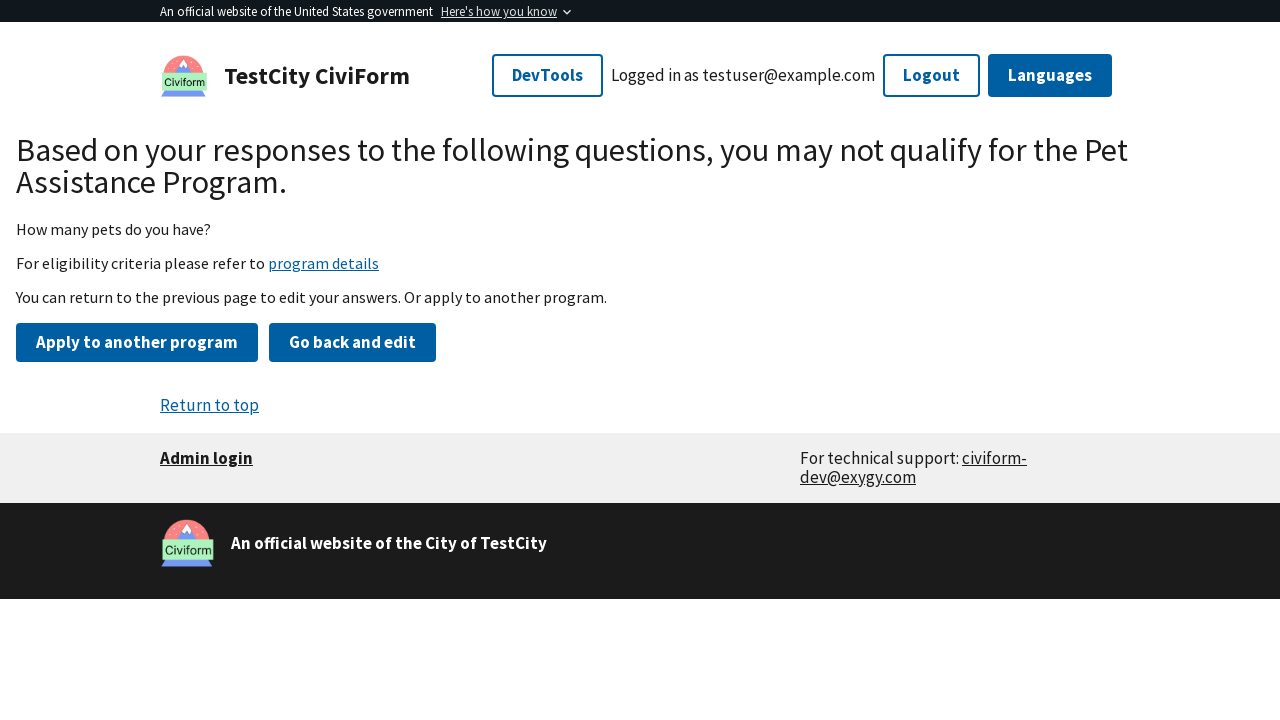 An official website of the United States government Here's how you know
Civiform
TestCity CiviForm
DevTools
Logged in as testuser@example.com
Logout
Languages
Based on your responses to the following questions, you may not qualify for the Pet
Assistance Program.
How many pets do you have?
For eligibility criteria please refer to program details
You can return to the previous page to edit your answers. Or apply to another program.
Apply to another program
Go back and edit
Return to top
Admin login
For technical support: civiform-
dev@exygy.com
Civiform
An official website of the City of TestCity